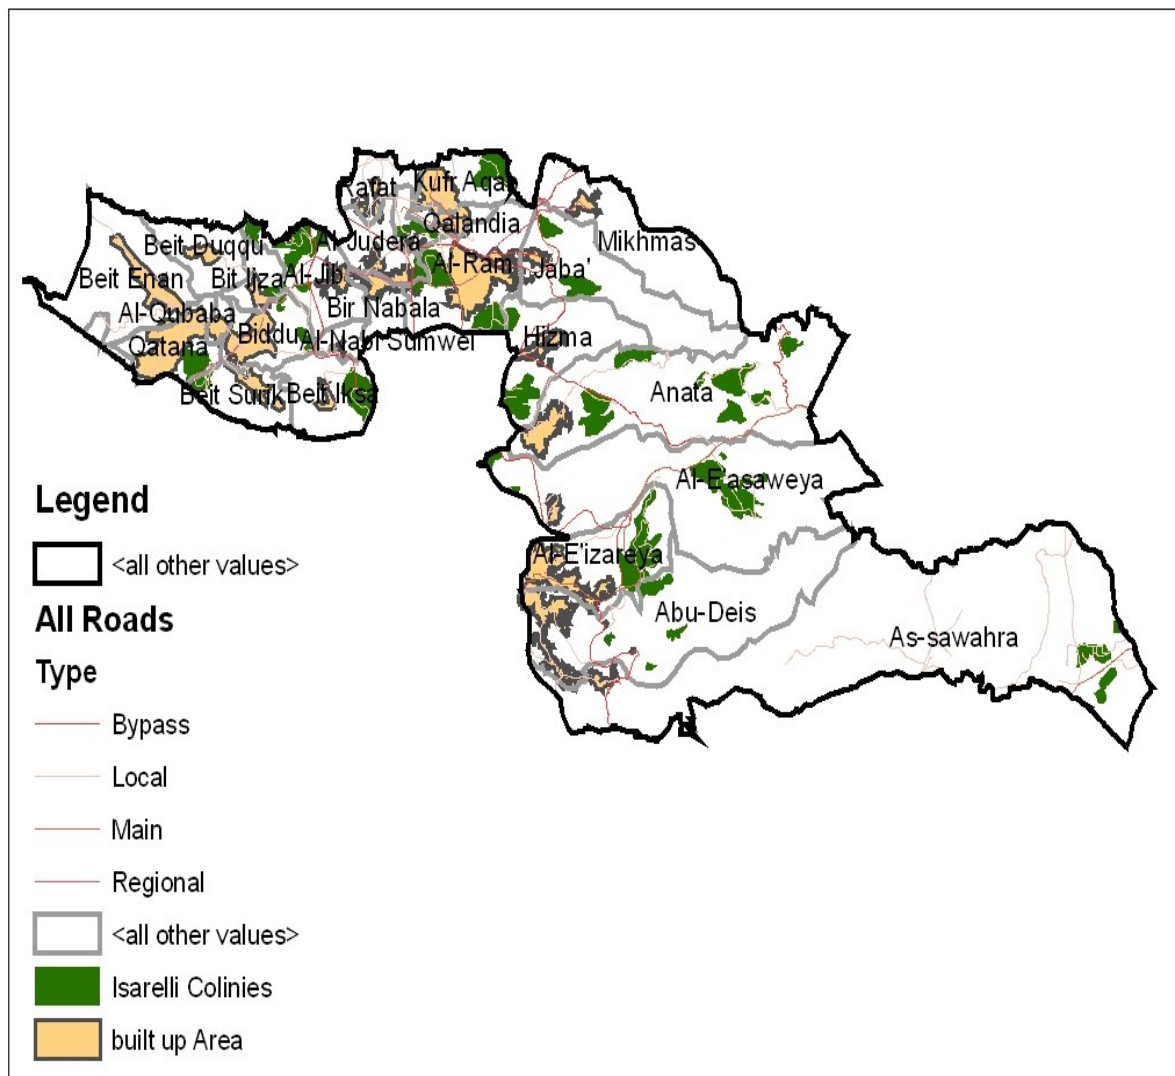 Rafat
Kufr Aqab
Qalandia
Mikhmas
Beit Duqqu
Al-Judera
Beit Enan
Bit Ijza
Al-Jib
Al-Ram
Jaba'
Al-Qubaba
Bir Nabala
Qatana
Biddu
Al-Nabi Sumwel
Hizma
Beit Surik
Beit Iksa
Anata
Al-E'asaweya
Al-E'izareya
Abu-Deis
As-sawahra
Legend
<all other values>
All Roads
Type
Bypass
Local
Main
Regional
<all other values>
Isarelli Colinies
built up Area